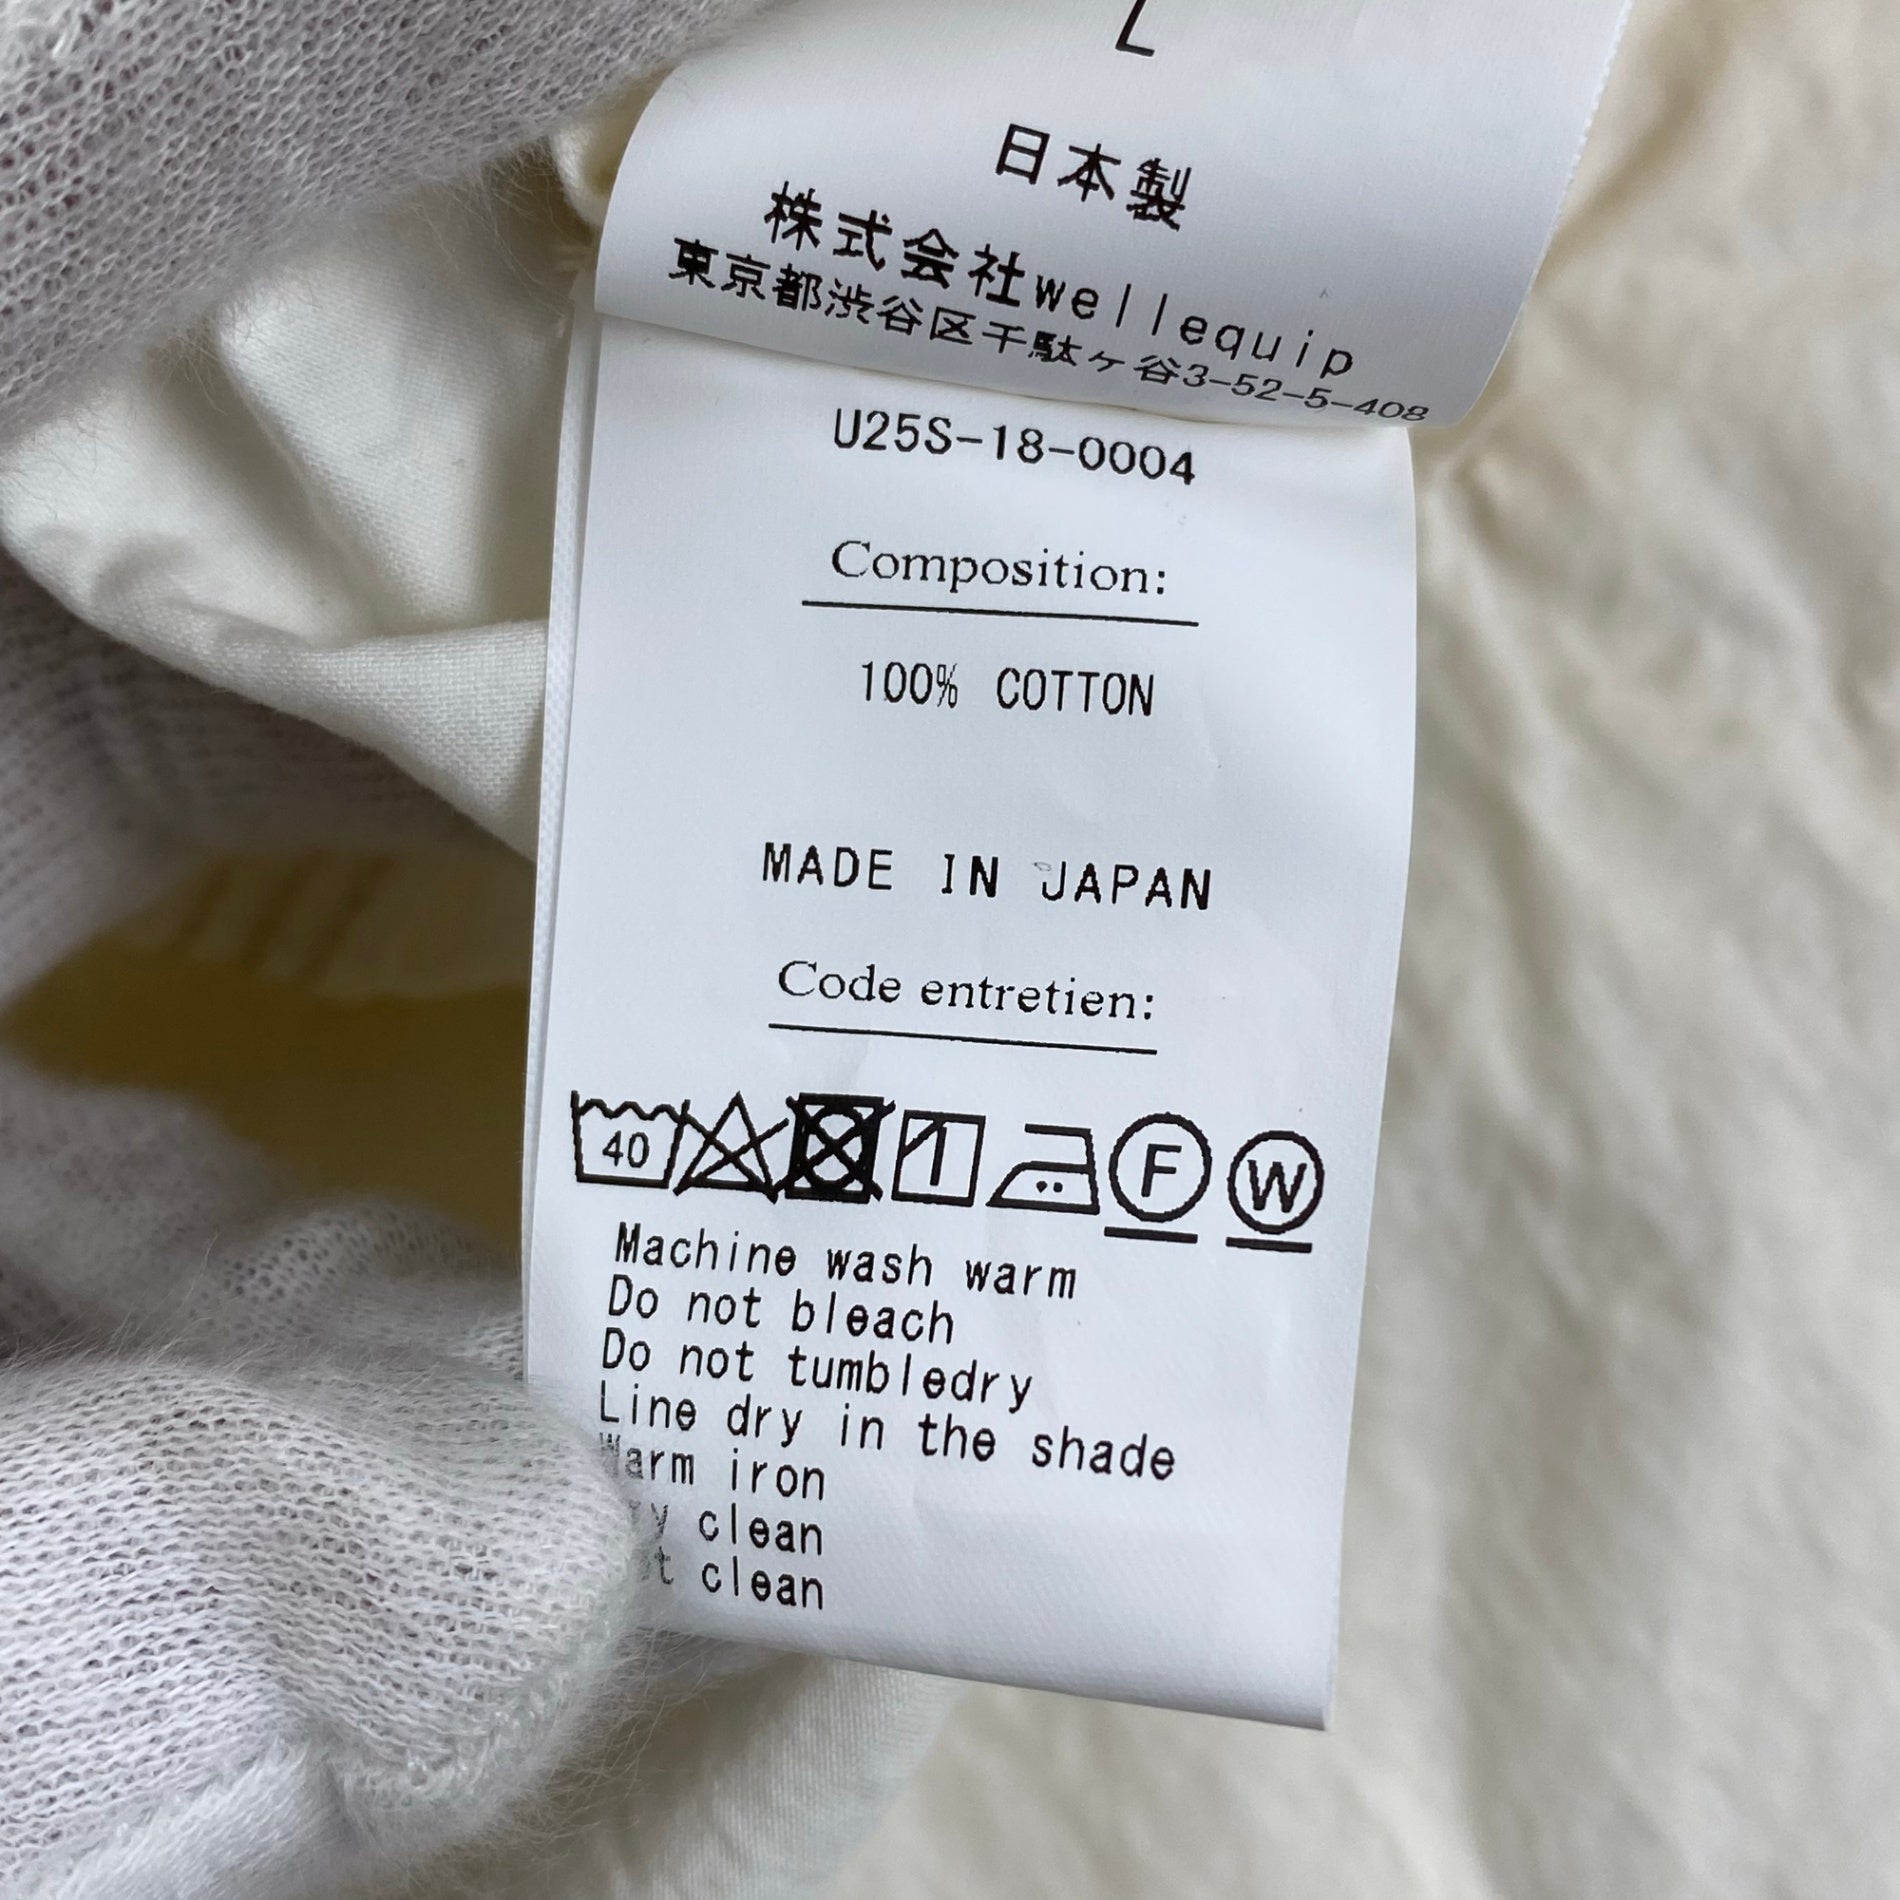 L
日本製
株式会社wellequip
東京都渋谷区千駄ヶ谷3-52-5-408
U25S-18-0004
Composition:
100% COTTON
MADE IN JAPAN
Code entretien:
40 F W
Machine wash warm
Do not bleach
Do not tumbledry
Line dry in the shade
Warm iron
clean
clean